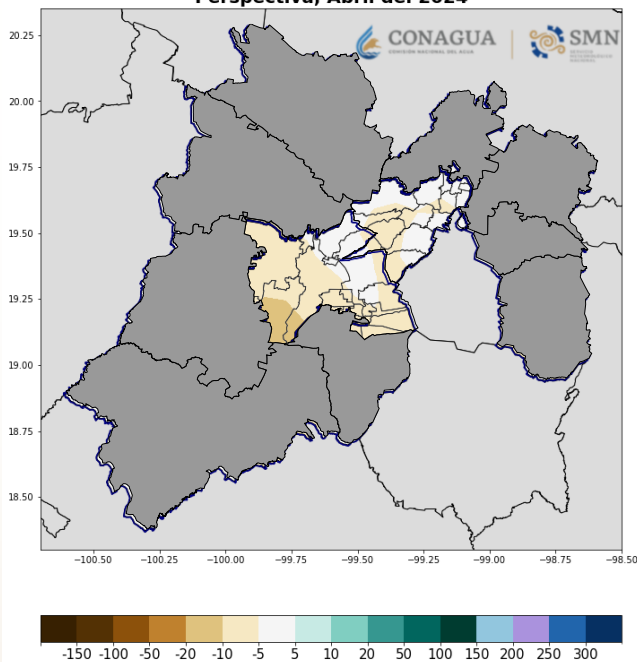 Perspectiva, Abril del 2024
CONAGUA
COMISIÓN NACIONAL DEL AGUA
SMN
SERVICIO
METEOROLÓGICO
NACIONAL
20.25
20.00
19.75
19.50
19.25
19.00
18.75
18.50
−100.50 −100.25 −100.00 −99.75 −99.50 −99.25 −99.00 −98.75 −98.50
-150 -100 -50 -20 -10 -5 5 10 20 50 100 150 200 250 300